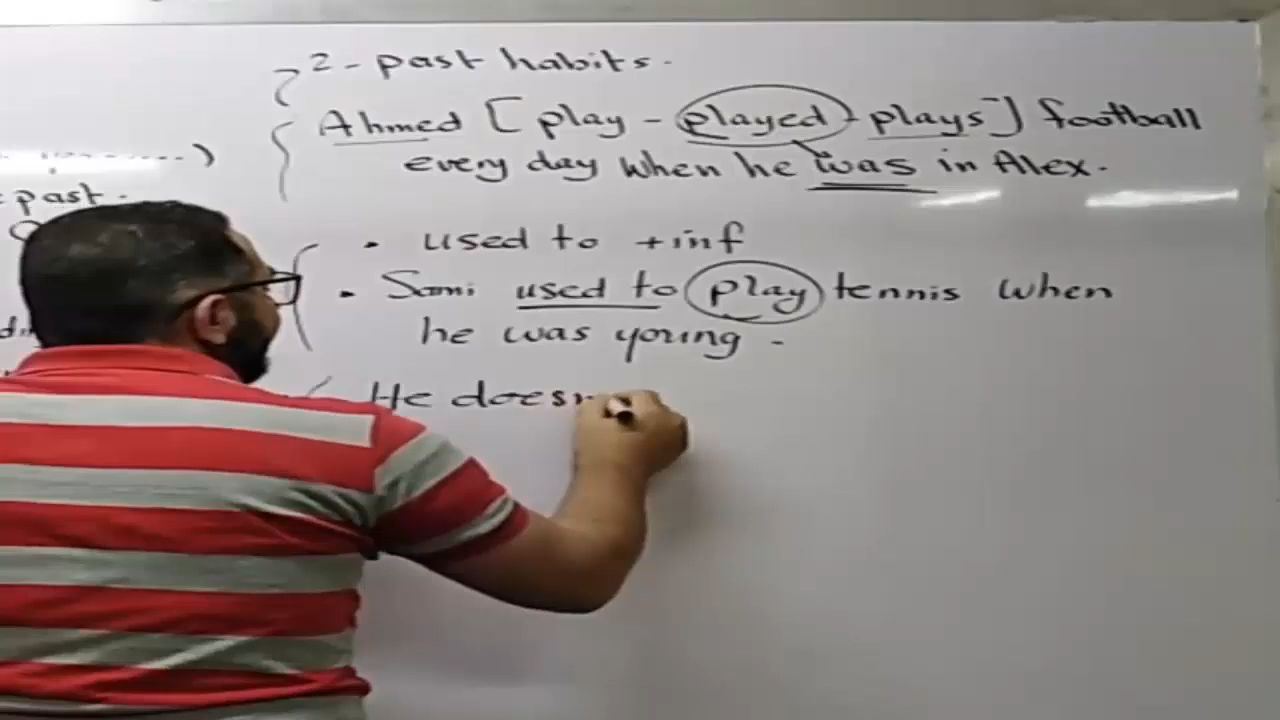 2- past habits.
Ahmed [play - played - plays] football
every day when he was in Alex.
past.
• used to + inf
• Sami used to play tennis when
he was young.
He does